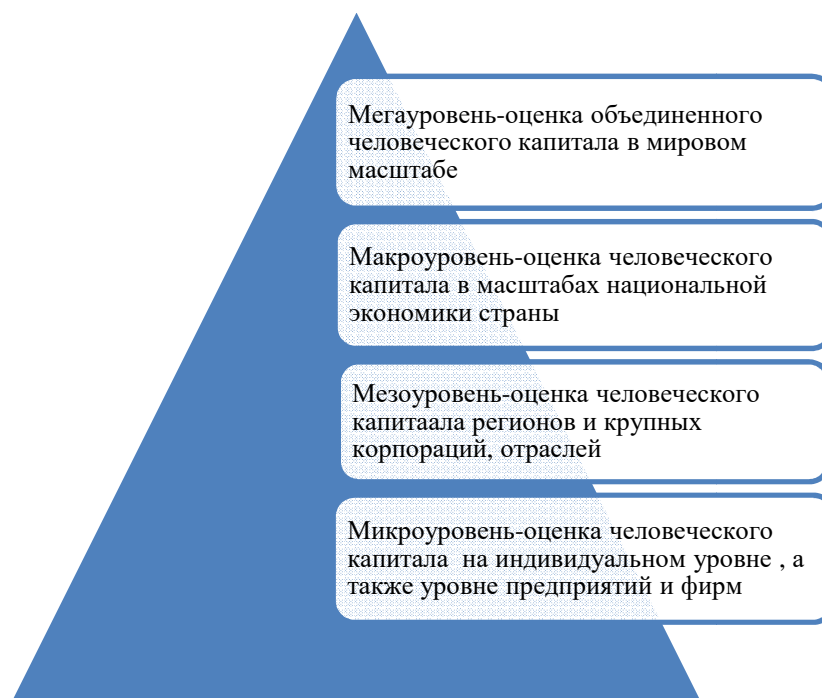 Мегауровень-оценка объединенного
человеческого капитала в мировом
масштабе
Макроуровень-оценка человеческого
капитала в масштабах национальной
экономики страны
Мезоуровень-оценка человеческого
капитаала регионов и крупных
корпораций, отраслей
Микроуровень-оценка человеческого
капитала  на индивидуальном уровне , а
также уровне предприятий и фирм